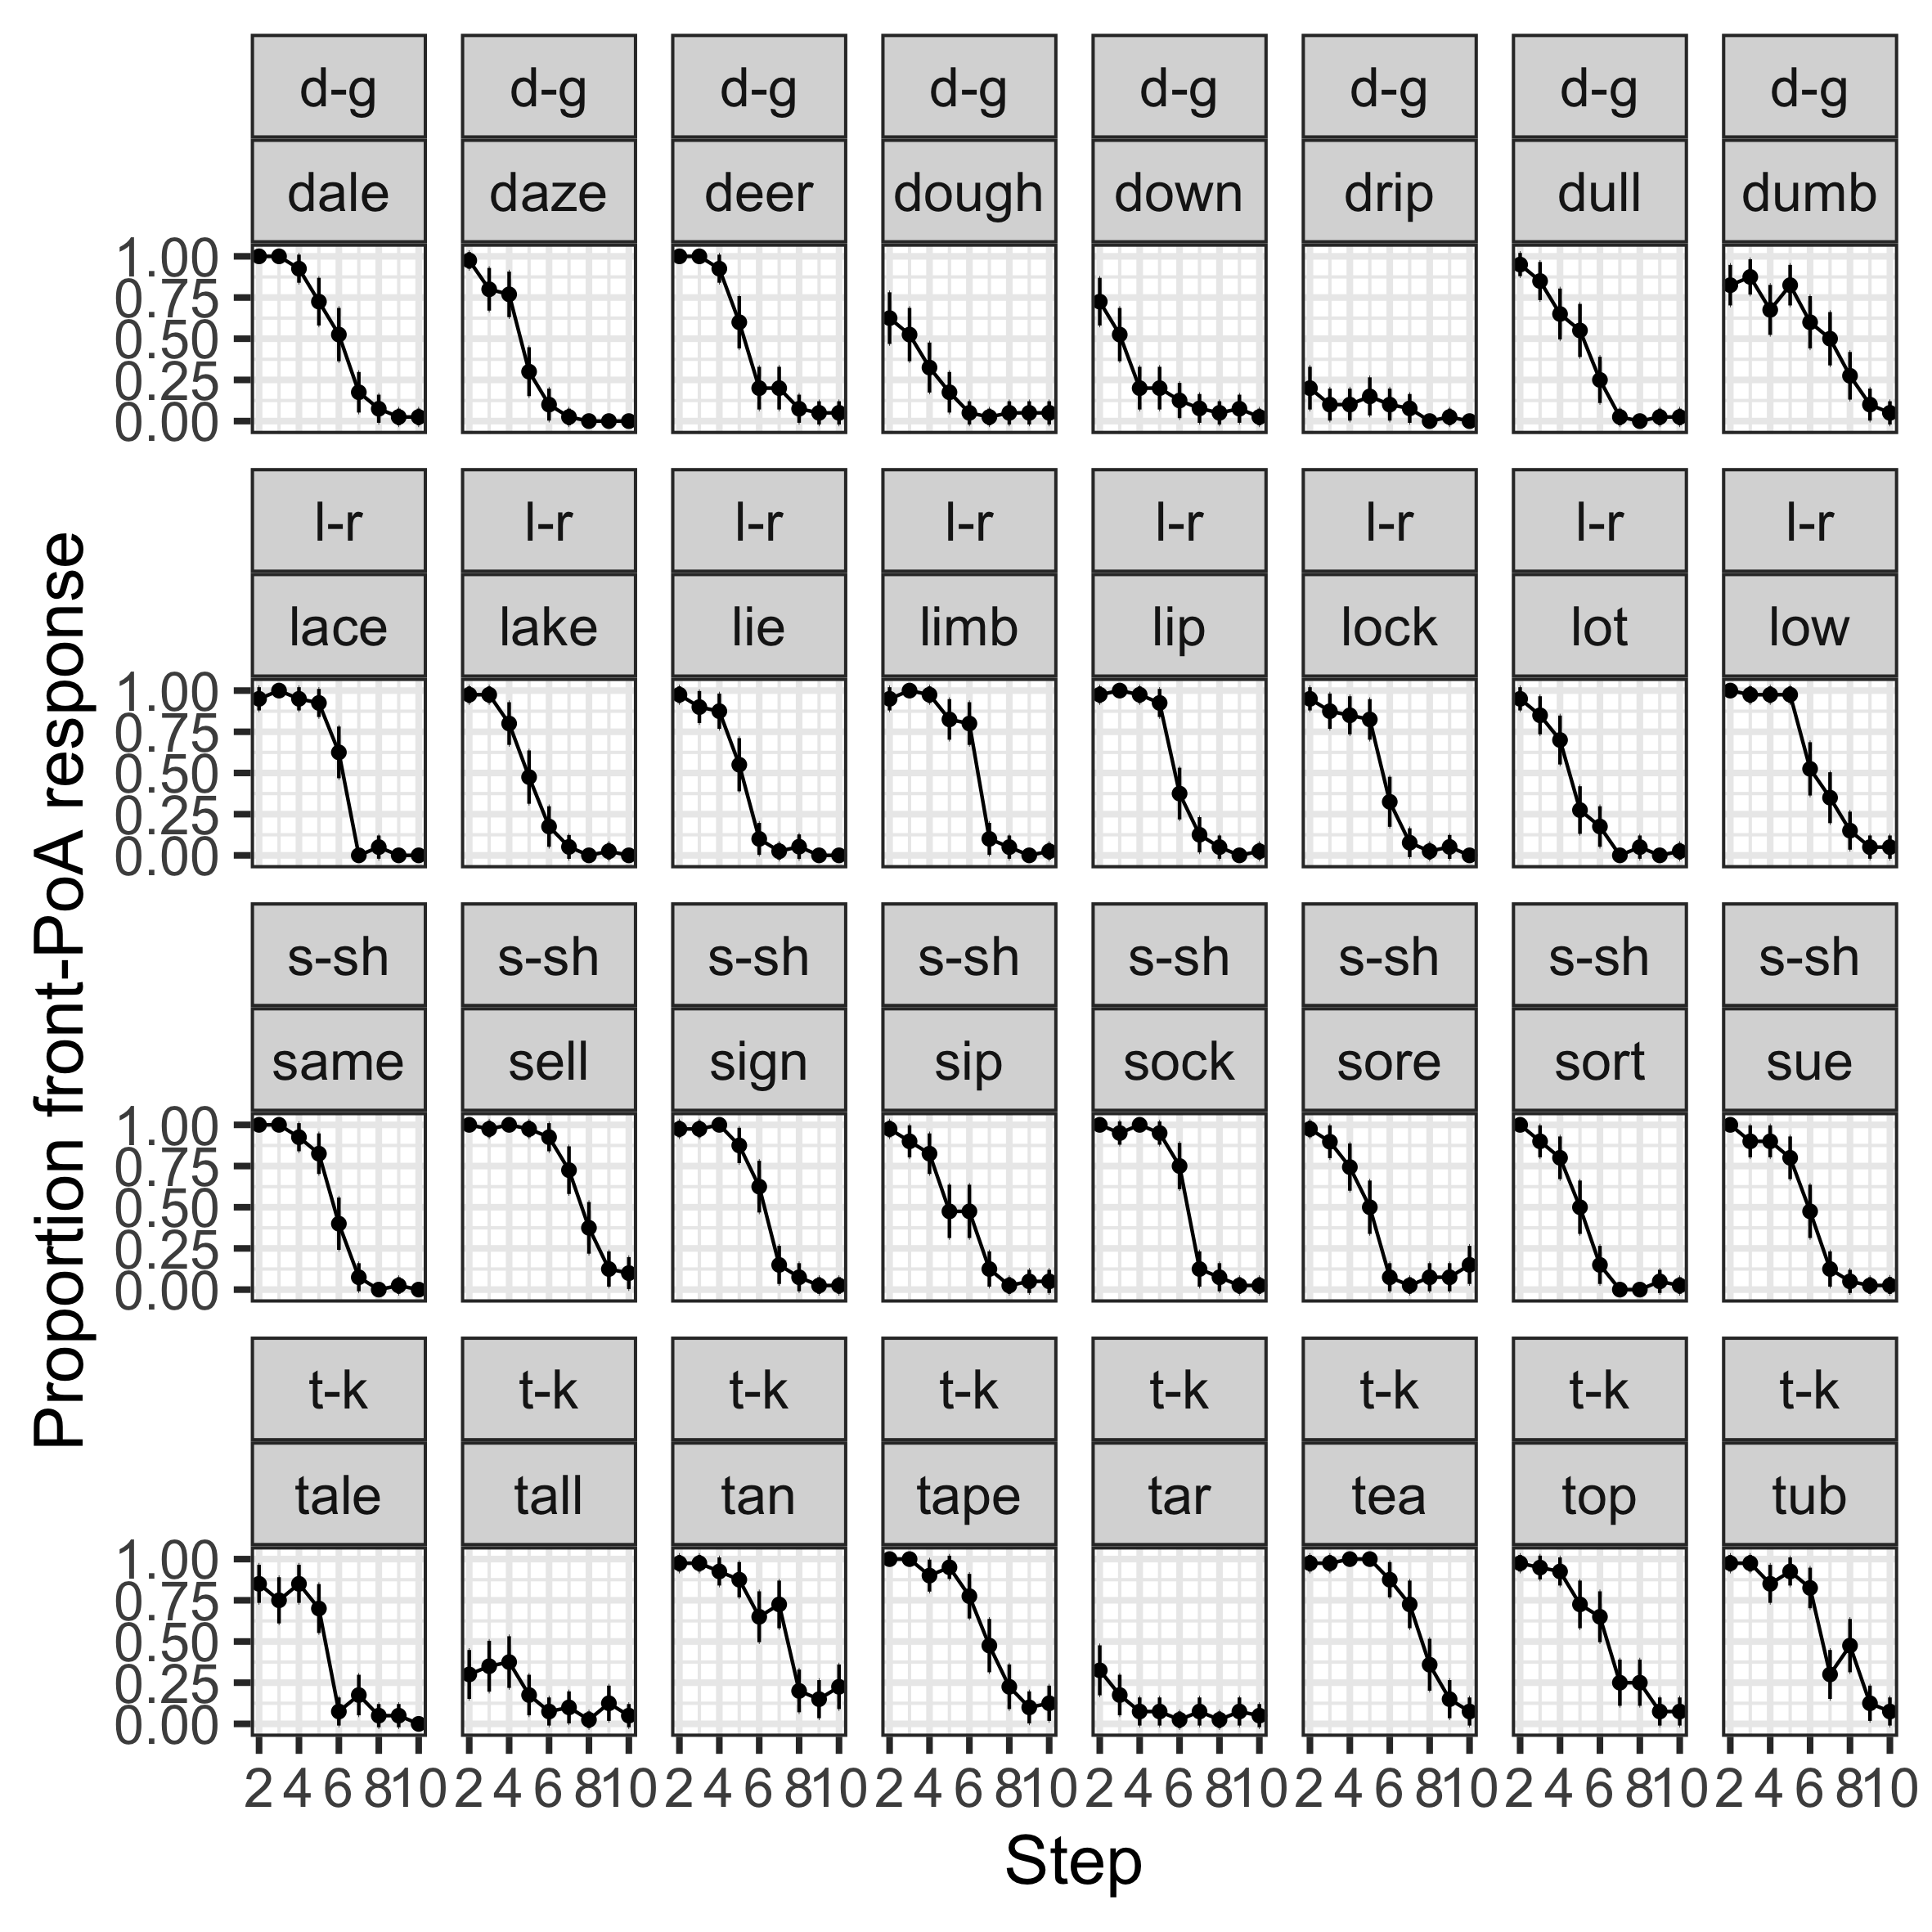 d-g d-g d-g d-g d-g d-g d-g d-g
dale daze deer dough down drip dull dumb
1.00
0.75
0.50
0.25
0.00
l-r l-r l-r l-r l-r l-r l-r l-r
lace lake lie limb lip lock lot low
1.00
0.75
0.50
0.25
0.00
s-sh s-sh s-sh s-sh s-sh s-sh s-sh s-sh
same sell sign sip sock sore sort sue
1.00
0.75
0.50
0.25
0.00
t-k t-k t-k t-k t-k t-k t-k t-k
tale tall tan tape tar tea top tub
1.00
0.75
0.50
0.25
0.00
2 4 6 8 10 2 4 6 8 10 2 4 6 8 10 2 4 6 8 10 2 4 6 8 10 2 4 6 8 10 2 4 6 8 10 2 4 6 8 10
Step
Proportion front-PoA response